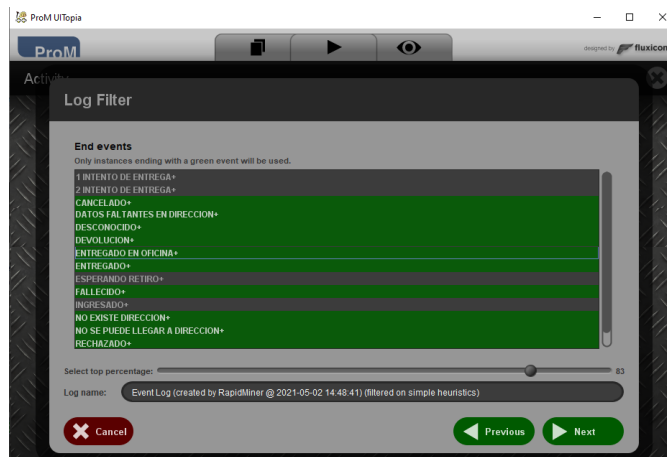 ProM UITopia
ProM
designed by fluxicon
Activity
Log Filter
End events
Only instances ending with a green event will be used.
1 INTENTO DE ENTREGA+
2 INTENTO DE ENTREGA+
CANCELADO+
DATOS FALTANTES EN DIRECCION+
DESCONOCIDO+
DEVOLUCION+
ENTREGADO EN OFICINA+
ENTREGADO+
ESPERANDO RETIRO+
FALLECIDO+
INGRESADO+
NO EXISTE DIRECCION+
NO SE PUEDE LLEGAR A DIRECCION+
RECHAZADO+
Select top percentage: 83
Log name: Event Log (created by RapidMiner @ 2021-05-02 14:48:41) (filtered on simple heuristics)
Cancel Previous Next